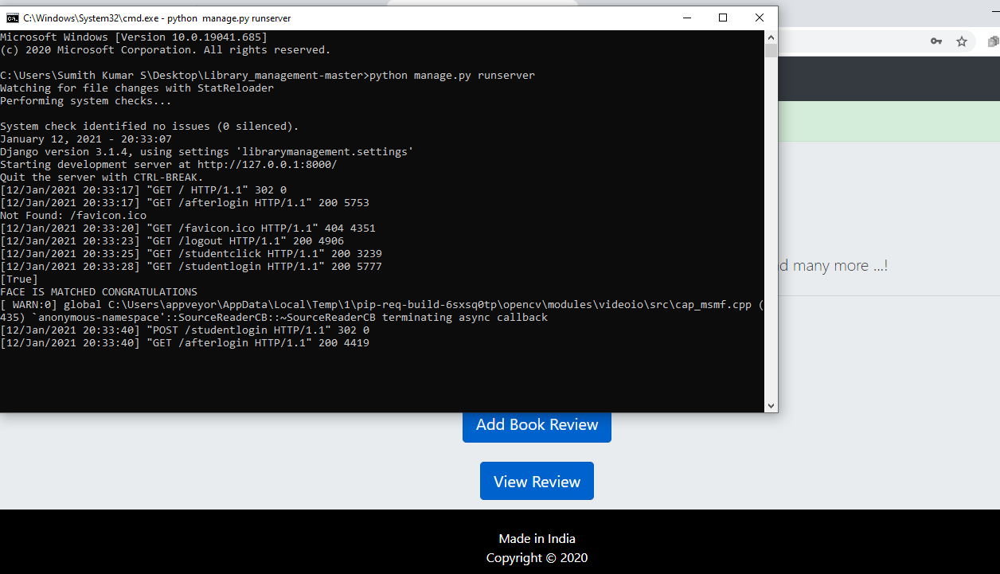 C:\Windows\System32\cmd.exe - python  manage.py runserver
Microsoft Windows [Version 10.0.19041.685]
(c) 2020 Microsoft Corporation. All rights reserved.
C:\Users\Sumith Kumar S\Desktop\Library_management-master>python manage.py runserver
Watching for file changes with StatReloader
Performing system checks...
System check identified no issues (0 silenced).
January 12, 2021 - 20:33:07
Django version 3.1.4, using settings 'librarymanagement.settings'
Starting development server at http://127.0.0.1:8000/
Quit the server with CTRL-BREAK.
[12/Jan/2021 20:33:17] "GET / HTTP/1.1" 302 0
[12/Jan/2021 20:33:17] "GET /afterlogin HTTP/1.1" 200 5753
Not Found: /favicon.ico
[12/Jan/2021 20:33:20] "GET /favicon.ico HTTP/1.1" 404 4351
[12/Jan/2021 20:33:23] "GET /logout HTTP/1.1" 200 4906
[12/Jan/2021 20:33:25] "GET /studentclick HTTP/1.1" 200 3239
[12/Jan/2021 20:33:28] "GET /studentlogin HTTP/1.1" 200 5777
[True]
FACE IS MATCHED CONGRATULATIONS
[ WARN:0] global C:\Users\appveyor\AppData\Local\Temp\1\pip-req-build-6sxsq0tp\opencv\modules\videoio\src\cap_msmf.cpp (
435) `anonymous-namespace'::SourceReaderCB::~SourceReaderCB terminating async callback
[12/Jan/2021 20:33:40] "POST /studentlogin HTTP/1.1" 302 0
[12/Jan/2021 20:33:40] "GET /afterlogin HTTP/1.1" 200 4419
many more ...!
Add Book Review
View Review
Made in India
Copyright © 2020